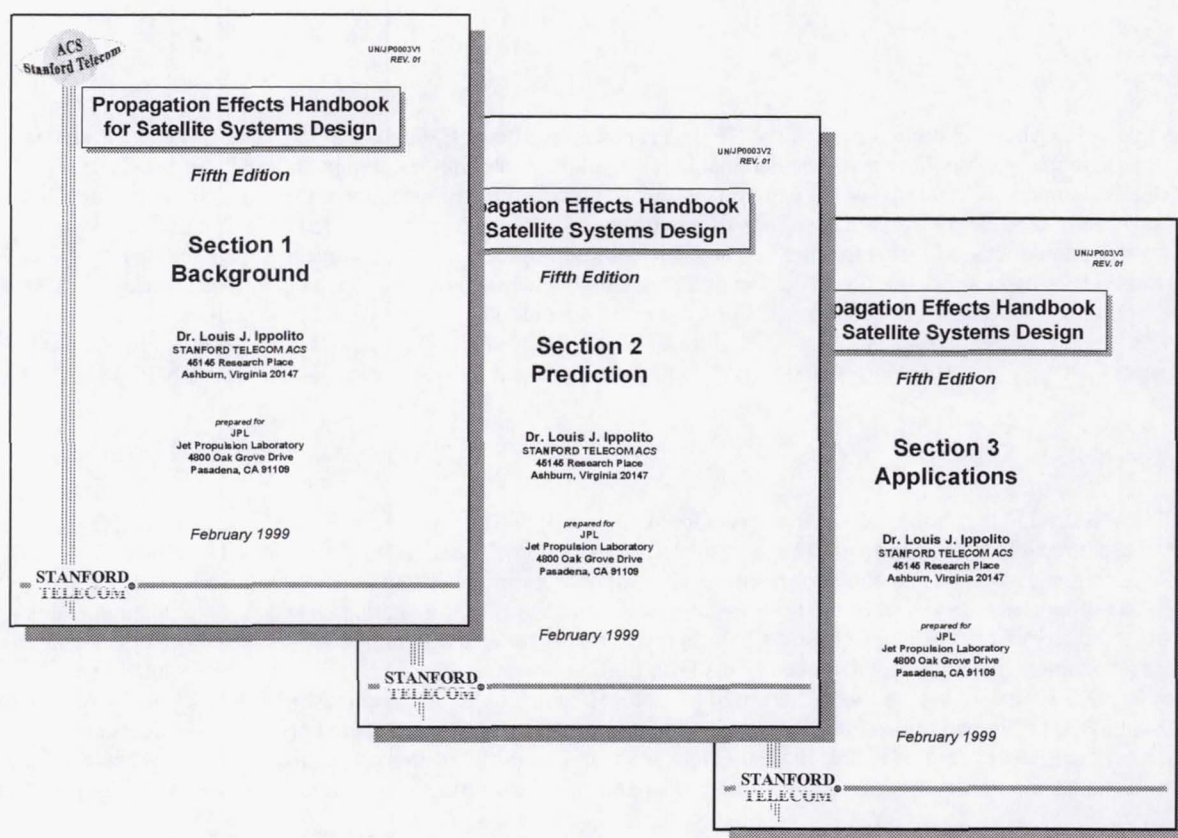 ACS
Stanford Telecom
UN/JP0003V1
REV. 01
Propagation Effects Handbook
for Satellite Systems Design
Fifth Edition
Section 1
Background
Dr. Louis J. Ippolito
STANFORD TELECOM ACS
45145 Research Place
Ashburn, Virginia 20147
prepared for
JPL
Jet Propulsion Laboratory
4800 Oak Grove Drive
Pasadena, CA 91109
February 1999
STANFORD
TELECOM
UN/JP0003V2
REV. 01
pagation Effects Handbook
Satellite Systems Design
Fifth Edition
Section 2
Prediction
Dr. Louis J. Ippolito
STANFORD TELECOM ACS
45145 Research Place
Ashburn, Virginia 20147
prepared for
JPL
Jet Propulsion Laboratory
4800 Oak Grove Drive
Pasadena, CA 91109
February 1999
STANFORD
TELECOM
UN/JP003V3
REV. 01
pagation Effects Handbook
Satellite Systems Design
Fifth Edition
Section 3
Applications
Dr. Louis J. Ippolito
STANFORD TELECOM ACS
45145 Research Place
Ashburn, Virginia 20147
prepared for
JPL
Jet Propulsion Laboratory
4800 Oak Grove Drive
Pasadena, CA 91109
February 1999
STANFORD
TELECOM